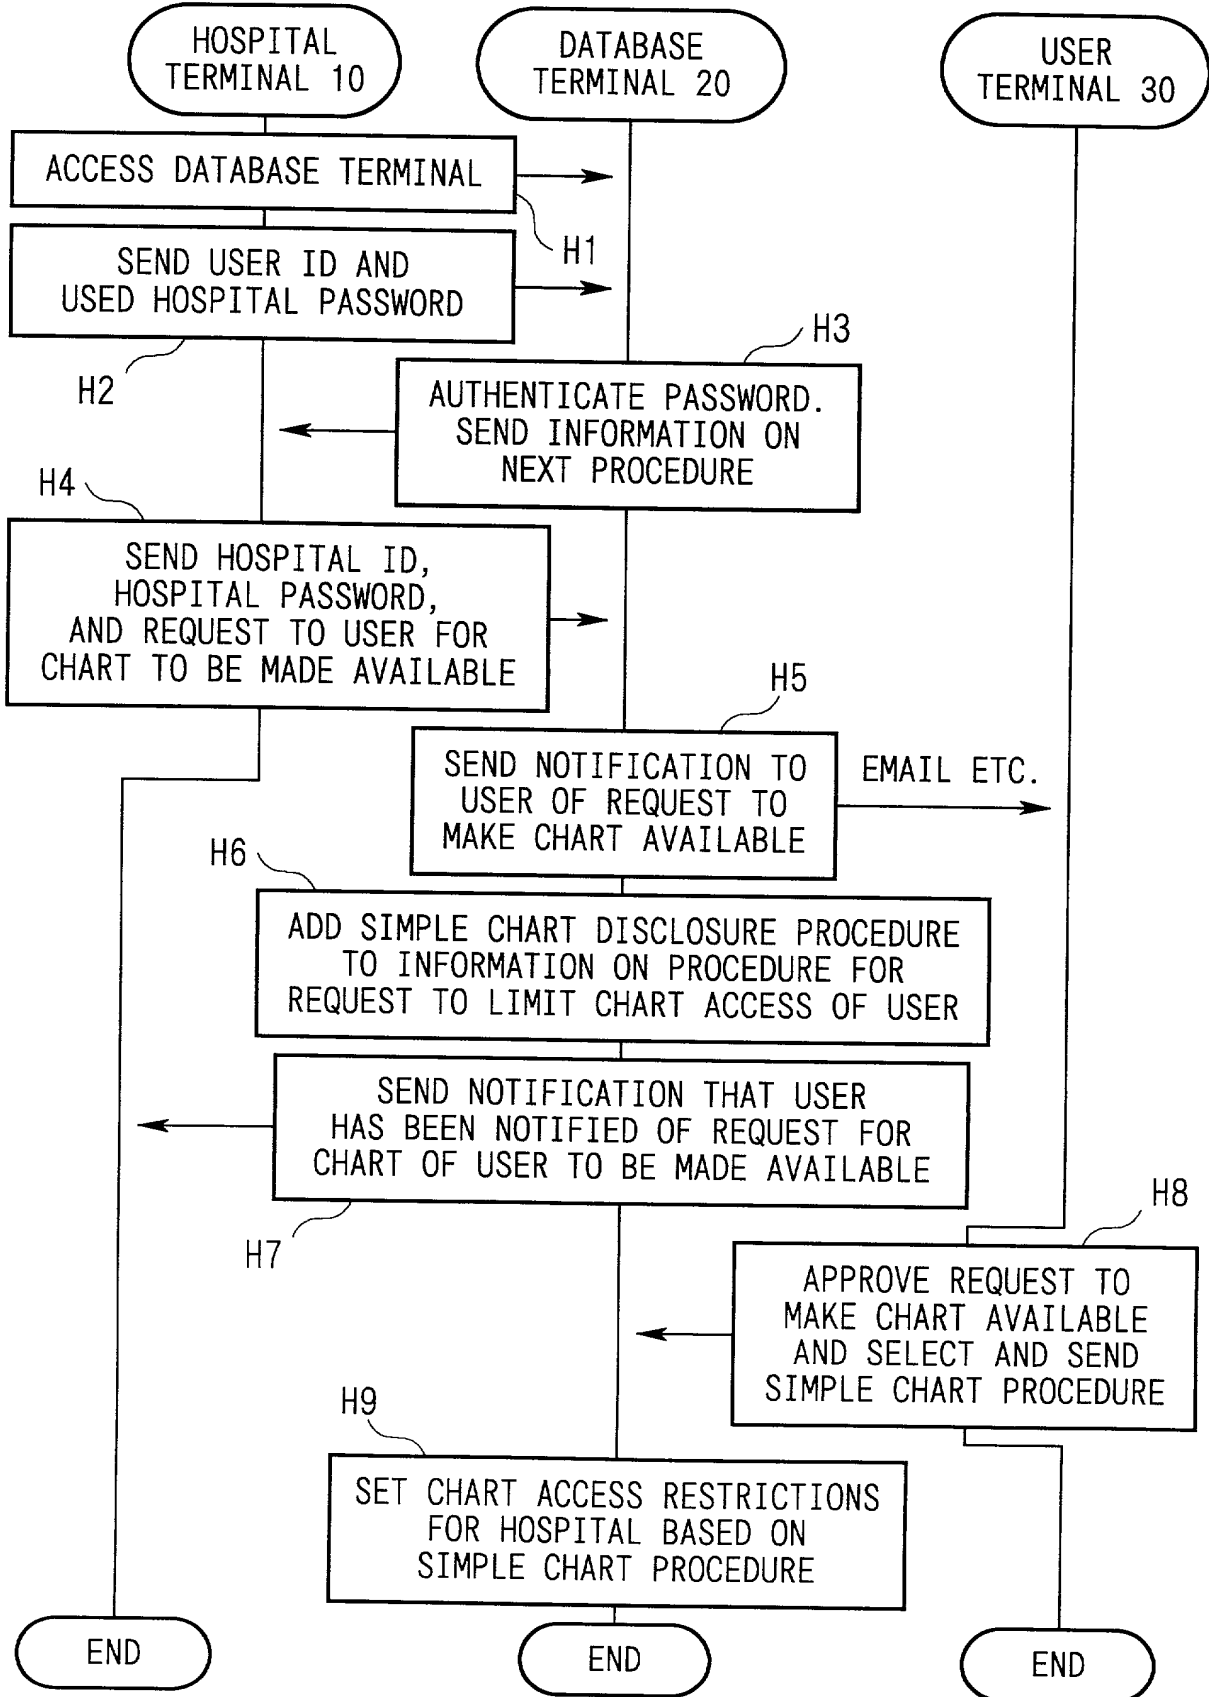 HOSPITAL
TERMINAL 10
DATABASE
TERMINAL 20
USER
TERMINAL 30
ACCESS DATABASE TERMINAL
H1
SEND USER ID AND
USED HOSPITAL PASSWORD
H2
H3
AUTHENTICATE PASSWORD.
SEND INFORMATION ON
NEXT PROCEDURE
H4
SEND HOSPITAL ID,
HOSPITAL PASSWORD,
AND REQUEST TO USER FOR
CHART TO BE MADE AVAILABLE
H5
SEND NOTIFICATION TO
USER OF REQUEST TO
MAKE CHART AVAILABLE
EMAIL ETC.
H6
ADD SIMPLE CHART DISCLOSURE PROCEDURE
TO INFORMATION ON PROCEDURE FOR
REQUEST TO LIMIT CHART ACCESS OF USER
SEND NOTIFICATION THAT USER
HAS BEEN NOTIFIED OF REQUEST FOR
CHART OF USER TO BE MADE AVAILABLE
H7
H8
APPROVE REQUEST TO
MAKE CHART AVAILABLE
AND SELECT AND SEND
SIMPLE CHART PROCEDURE
H9
SET CHART ACCESS RESTRICTIONS
FOR HOSPITAL BASED ON
SIMPLE CHART PROCEDURE
END
END
END